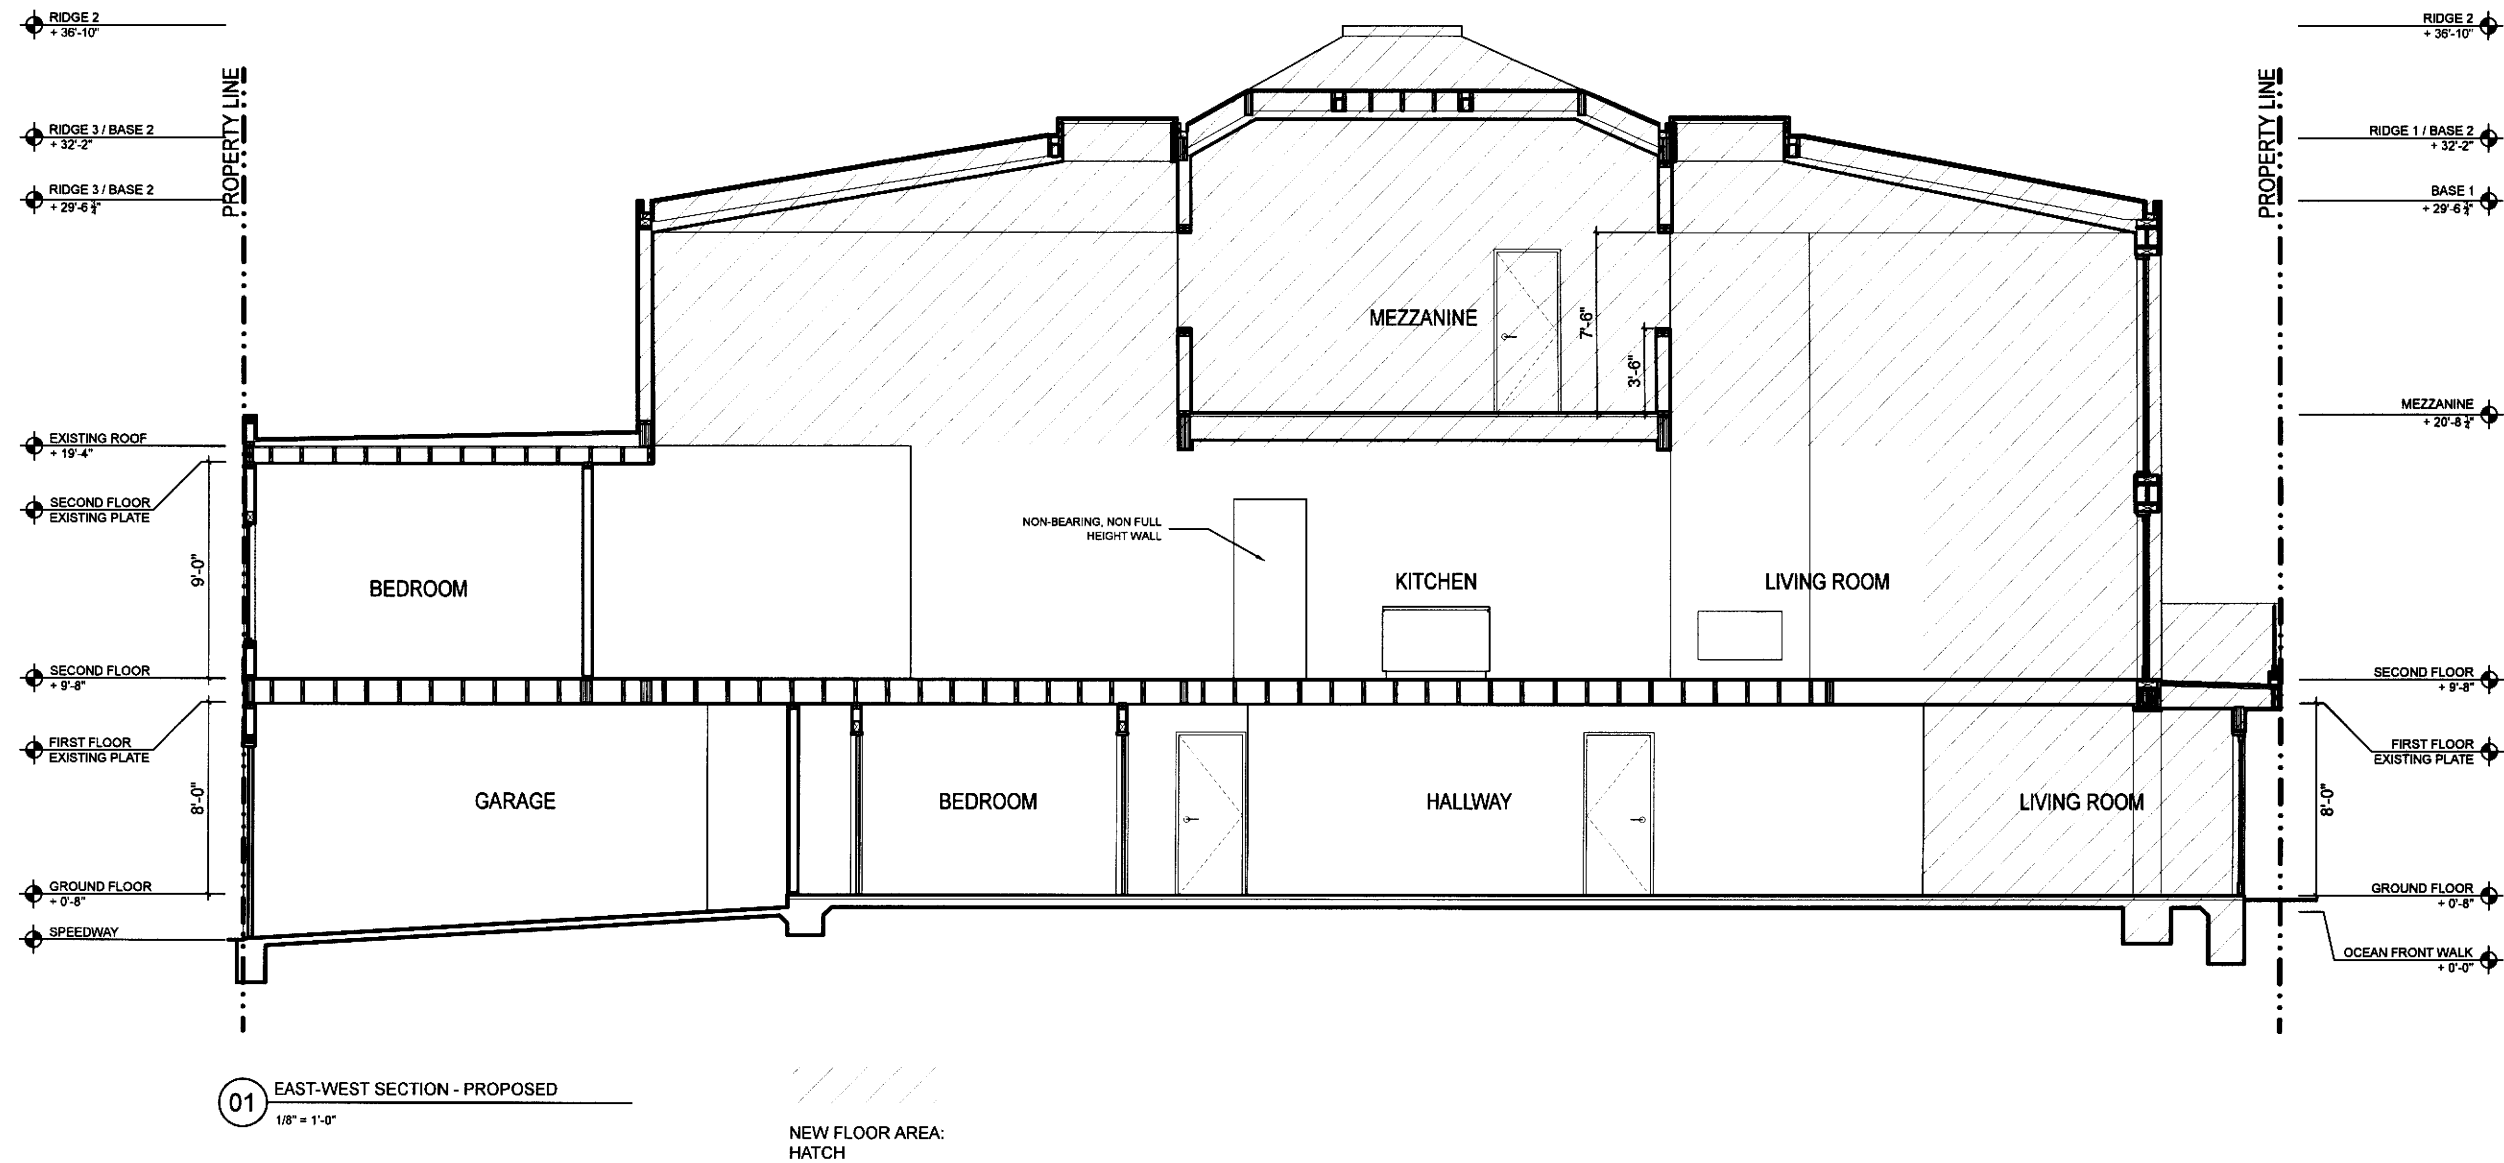 RIDGE 2
+ 36'-10"
RIDGE 2
+ 36'-10"
PROPERTY LINE
PROPERTY LINE
RIDGE 3 / BASE 2
+ 32'-2"
RIDGE 1 / BASE 2
+ 32'-2"
RIDGE 3 / BASE 2
+ 29'-6
BASE 1
+ 29'-6
MEZZANINE
7'-6"
3'-6"
MEZZANINE
+ 20'-8
EXISTING ROOF
+ 19'-4"
SECOND FLOOR
EXISTING PLATE
NON-BEARING, NON FULL
HEIGHT WALL
9'-0"
BEDROOM
KITCHEN
LIVING ROOM
SECOND FLOOR
+ 9'-8"
SECOND FLOOR
+ 9'-8"
FIRST FLOOR
EXISTING PLATE
FIRST FLOOR
EXISTING PLATE
8'-0"
GARAGE
BEDROOM
HALLWAY
LIVING ROOM
8'-0"
GROUND FLOOR
+ 0'-8"
GROUND FLOOR
+ 0'-8"
SPEEDWAY
OCEAN FRONT WALK
+ 0'-0"
01
EAST-WEST SECTION - PROPOSED
1/8" = 1'-0"
NEW FLOOR AREA:
HATCH